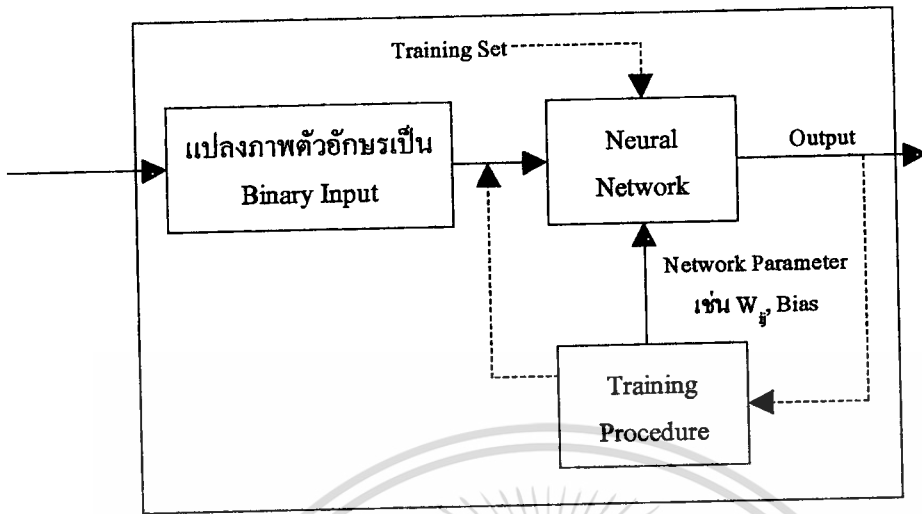 Training Set
แปลงภาพตัวอักษรเป็น
Binary Input
Neural
Network
Output
Network Parameter
เช่น W_ij, Bias
Training
Procedure